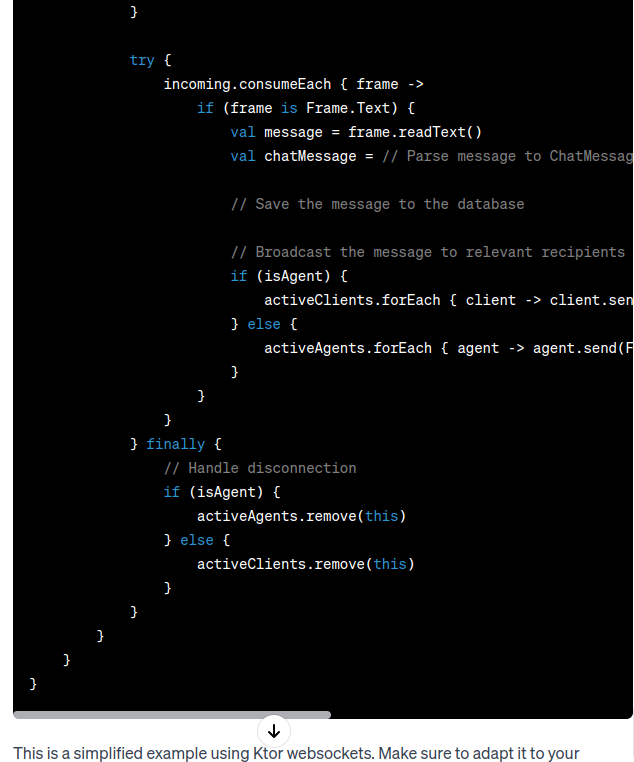 }
try {
incoming.consumeEach { frame ->
if (frame is Frame.Text) {
val message = frame.readText()
val chatMessage = // Parse message to ChatMessag
// Save the message to the database
// Broadcast the message to relevant recipients
if (isAgent) {
activeClients.forEach { client -> client.sen
} else {
activeAgents.forEach { agent -> agent.send(F
}
}
}
} finally {
// Handle disconnection
if (isAgent) {
activeAgents.remove(this)
} else {
activeClients.remove(this)
}
}
}
}
}
This is a simplified example using Ktor websockets. Make sure to adapt it to your